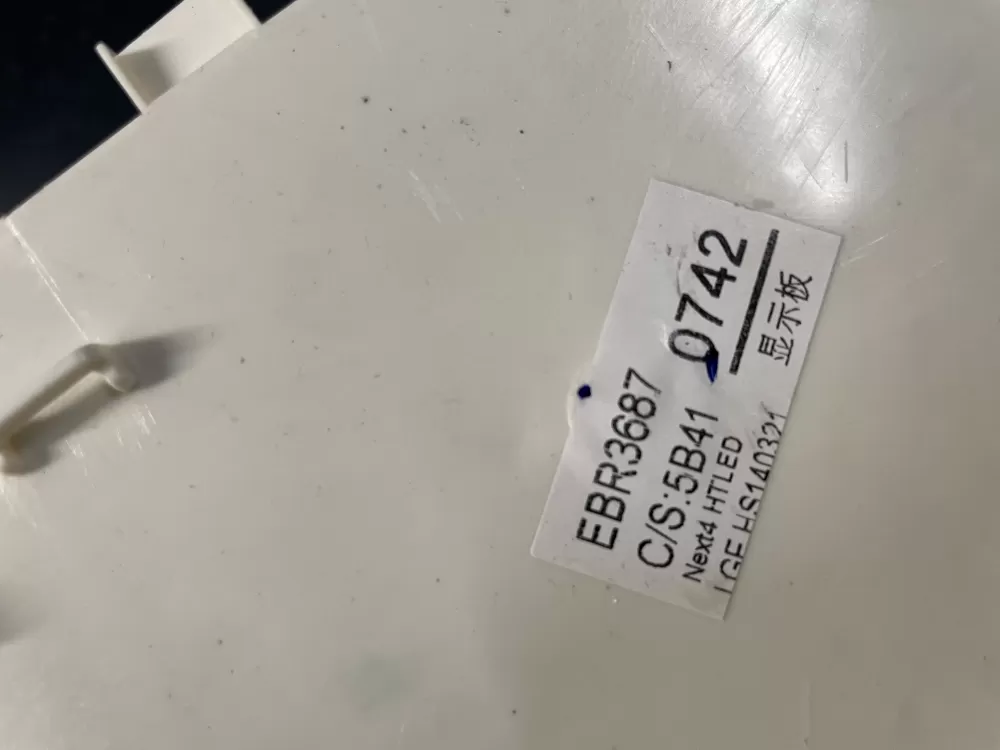 EBR3687
0742
C/S:5B41
Next4 HTLED
LGE HS140321
显示板